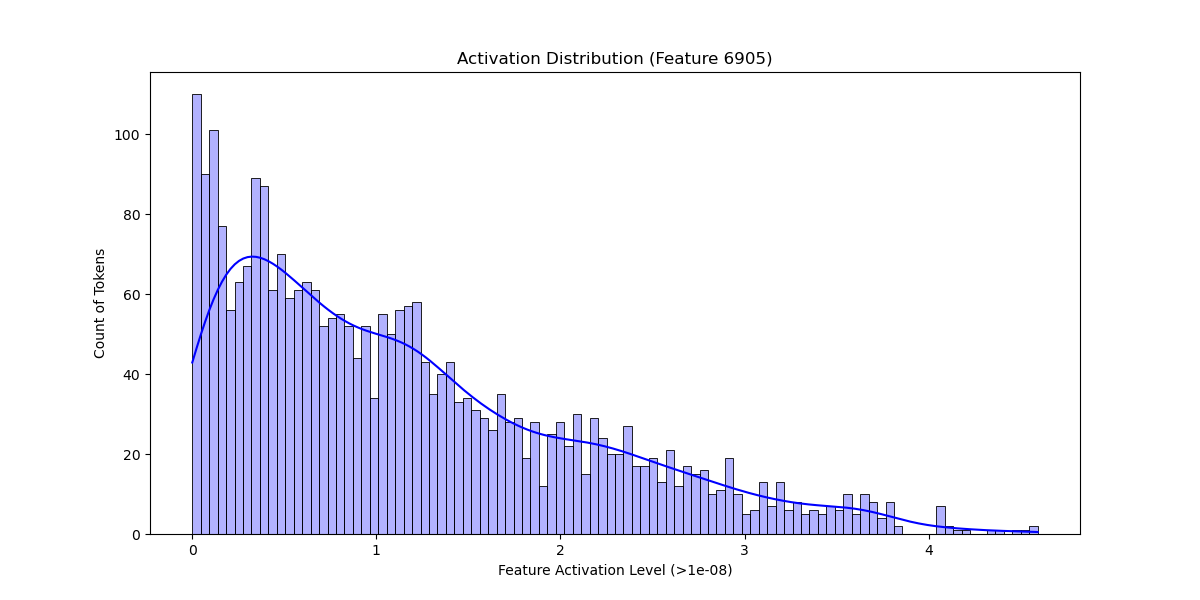 Activation Distribution (Feature 6905)
Count of Tokens
100
80
60
40
20
0
0 1 2 3 4
Feature Activation Level (>1e-08)